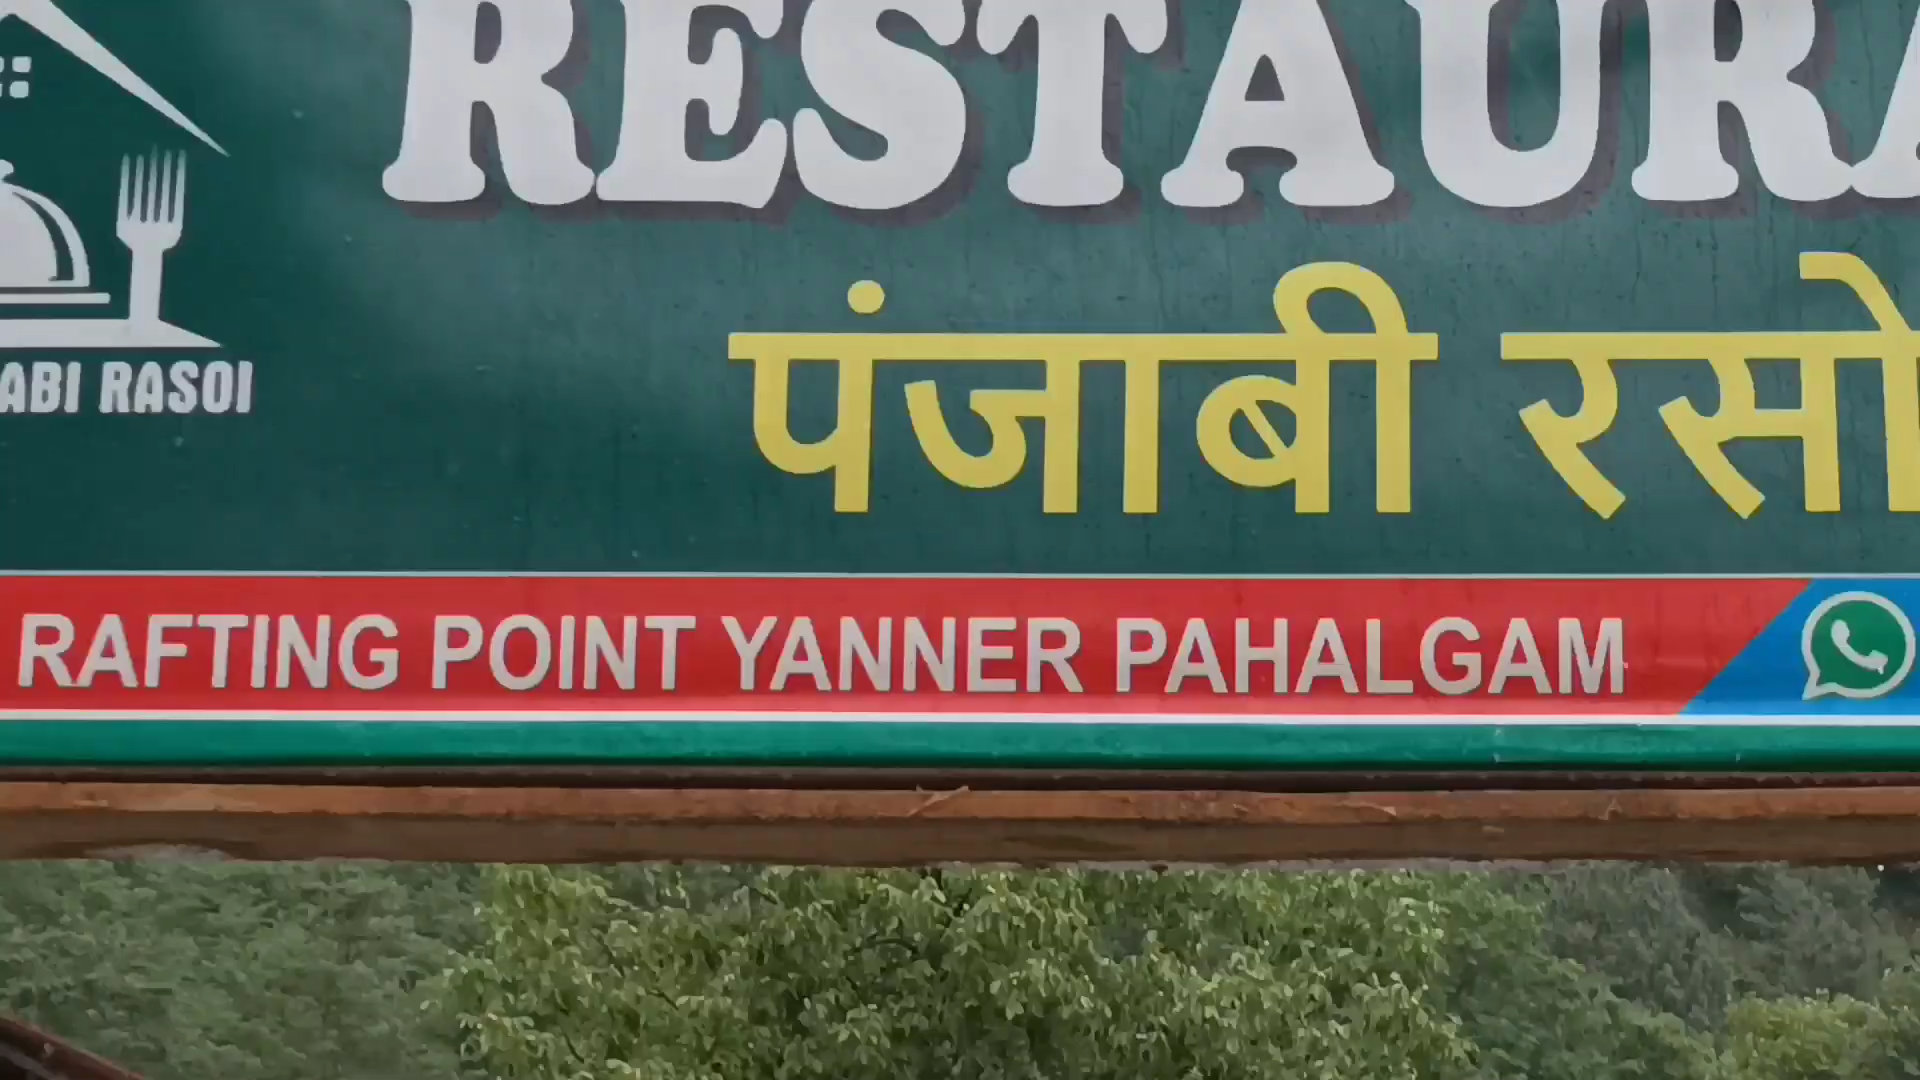 RESTAURA
पंजाबी रसो
ABI RASOI
RAFTING POINT YANNER PAHALGAM